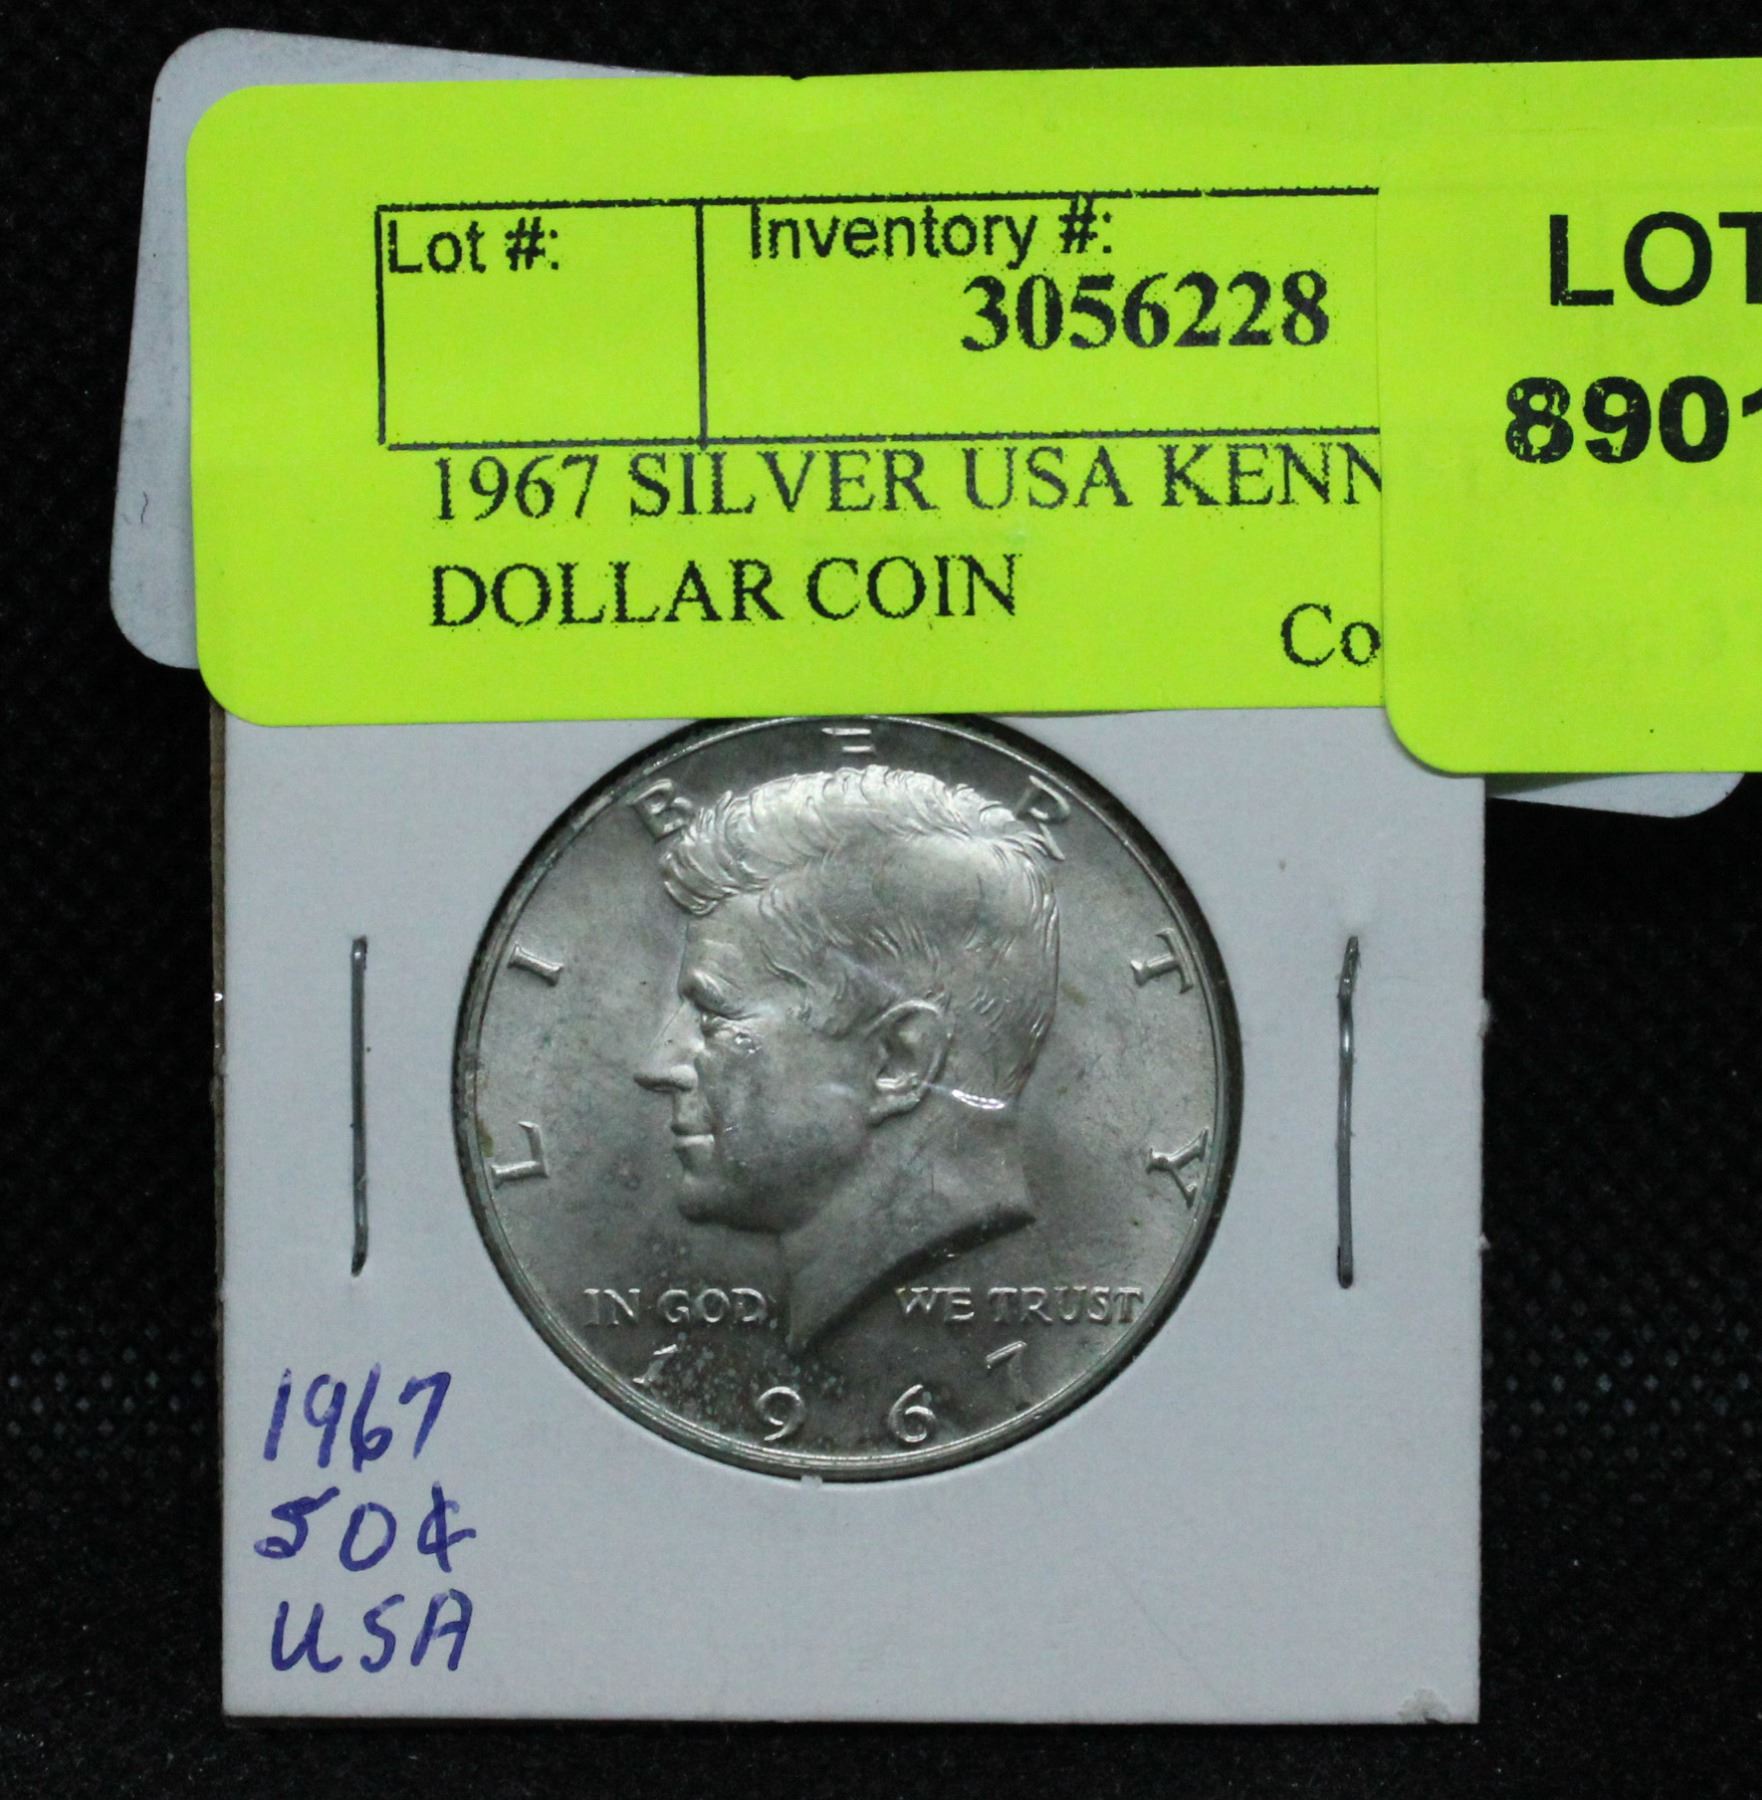 Lot #:
Inventory #:
3056228
LOT
8901
1967 SILVER USA KENN
DOLLAR COIN
Co
LIBERTY
IN GOD WE TRUST
1967
1967
50¢
USA